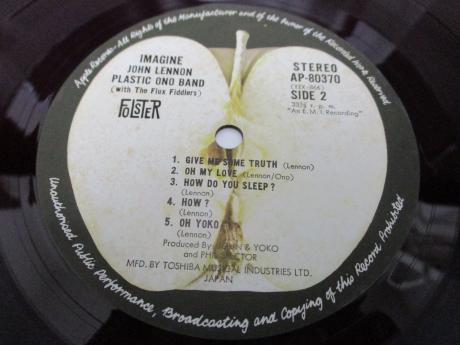 Apple Records - All Rights of the Manufacturer and of the Owner of the Recorded Work Reserved
IMAGINE
JOHN LENNON
PLASTIC ONO BAND
(with The Flux Fiddlers)
FOLSTER
STEREO
AP-80370
(YEX-866)
SIDE 2
33⅓ r. p. m.
"An E. M. I. Recording"
1. GIVE ME SOME TRUTH (Lennon)
2. OH MY LOVE (Lennon/Ono)
3. HOW DO YOU SLEEP?
(Lennon)
4. HOW?
(Lennon)
5. OH YOKO
(Lennon)
Produced By JOHN & YOKO
and PHIL SPECTOR
MFD. BY TOSHIBA MUSICAL INDUSTRIES LTD.
JAPAN
Unauthorised Public Performance, Broadcasting and Copying of this Record Prohibited